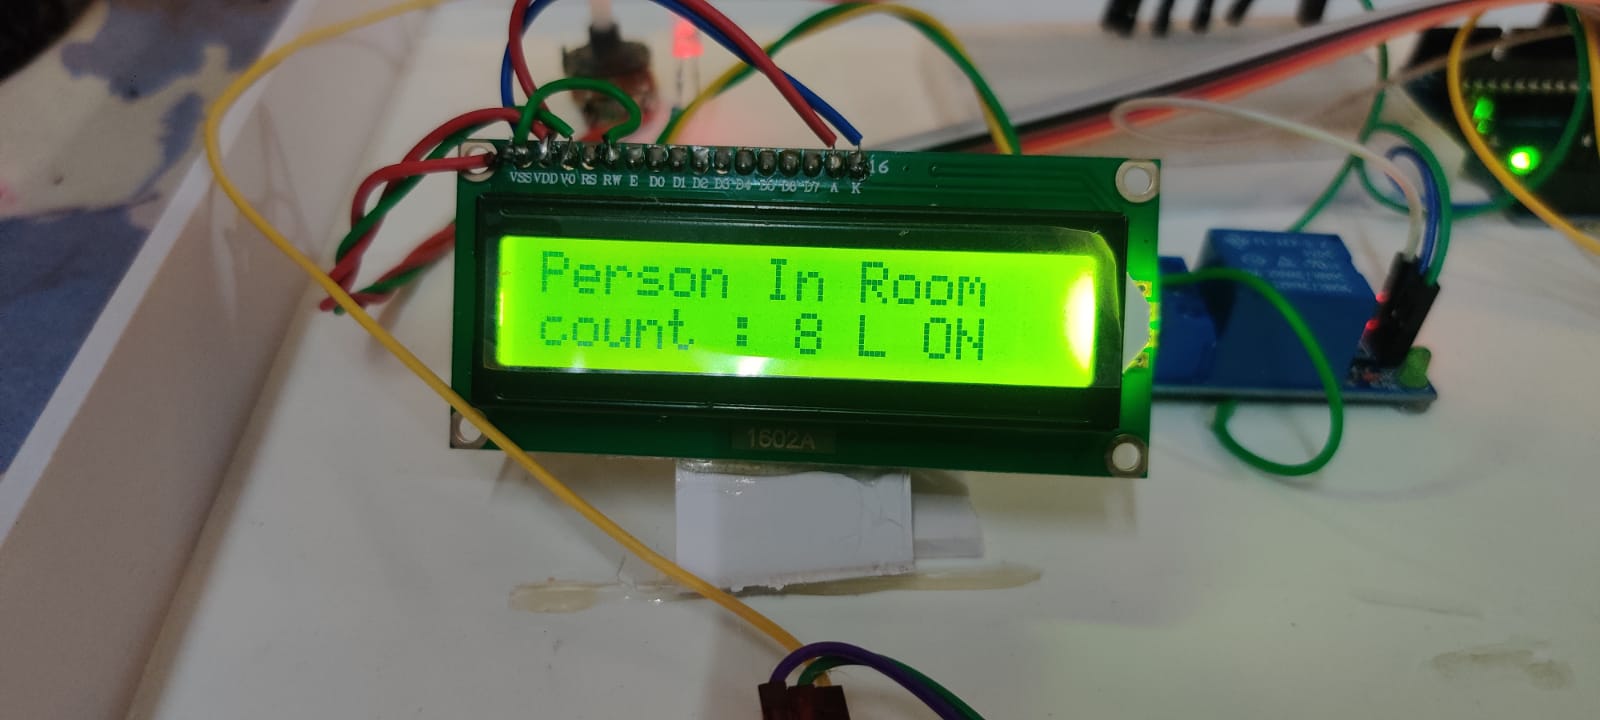 16
VSS VDD V0 RS RW E D0 D1 D2 D3 D4 D5 D6 D7 A K
Person In Room
count : 8 L ON
1602A